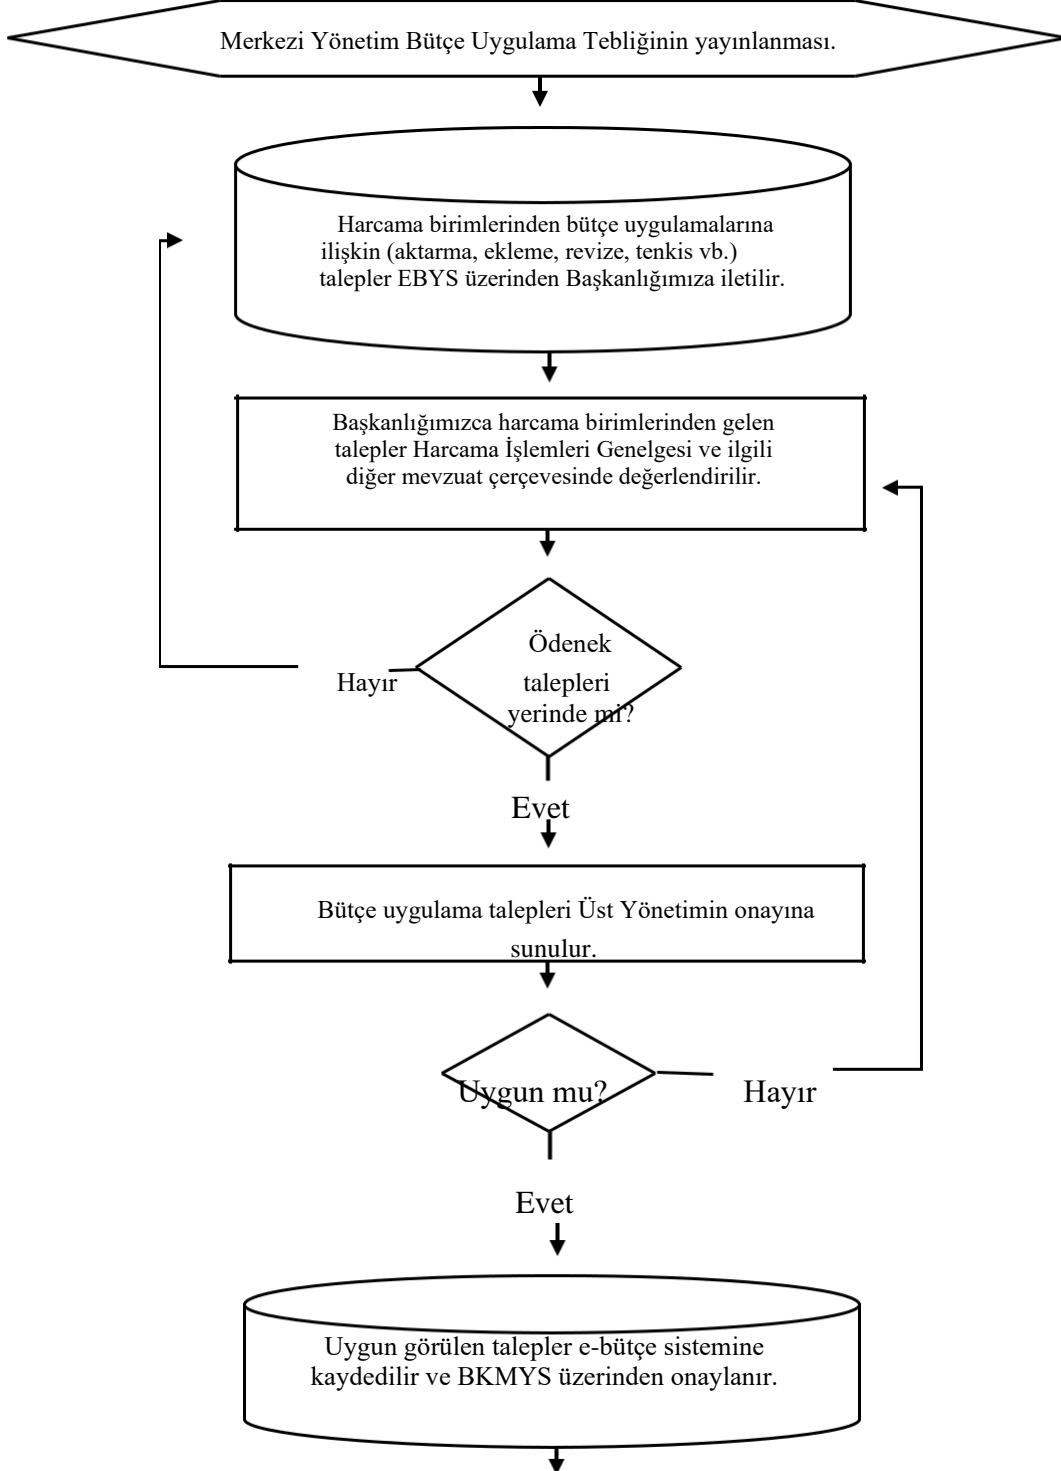 Merkezi Yönetim Bütçe Uygulama Tebliğinin yayınlanması.
Harcama birimlerinden bütçe uygulamalarına
ilişkin (aktarma, ekleme, revize, tenkis vb.)
talepler EBYS üzerinden Başkanlığımıza iletilir.
Başkanlığımızca harcama birimlerinden gelen
talepler Harcama İşlemleri Genelgesi ve ilgili
diğer mevzuat çerçevesinde değerlendirilir.
Ödenek
talepleri
yerinde mi?
Hayır
Evet
Bütçe uygulama talepleri Üst Yönetimin onayına
sunulur.
Uygun mu?
Hayır
Evet
Uygun görülen talepler e-bütçe sistemine
kaydedilir ve BKMYS üzerinden onaylanır.